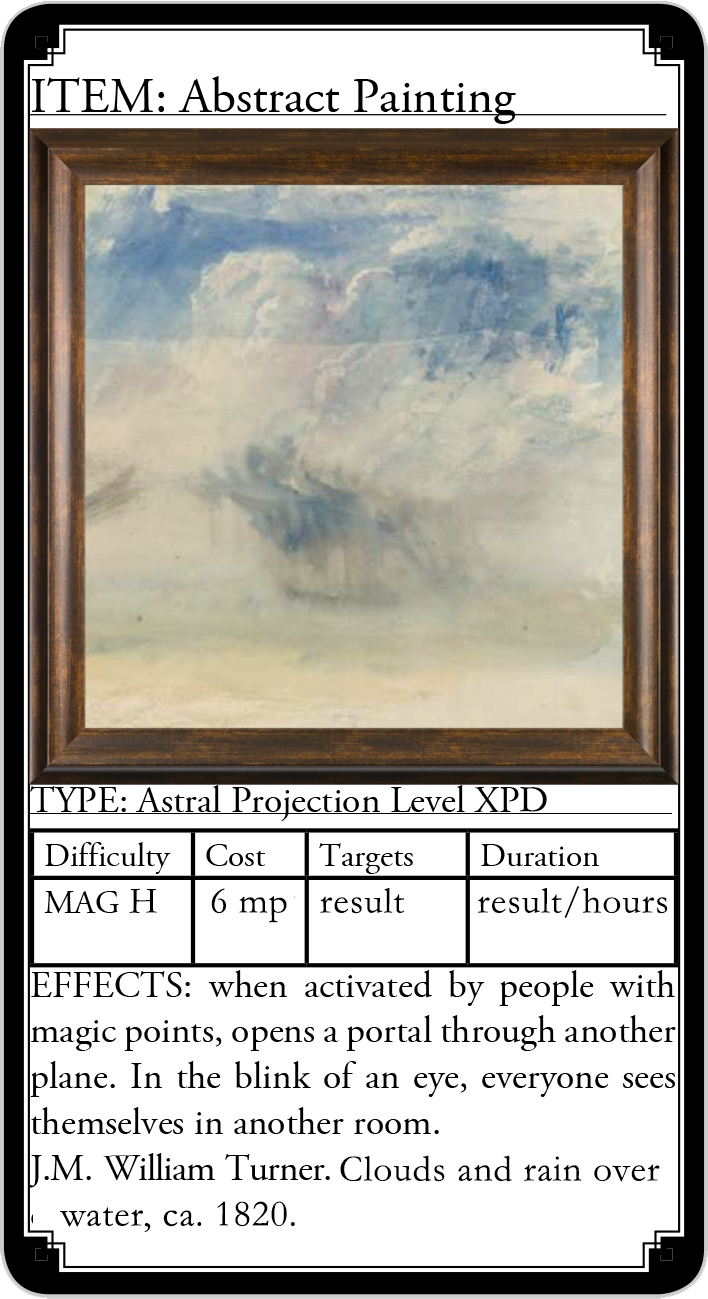 ITEM: Abstract Painting
TYPE: Astral Projection Level XPD
Difficulty Cost Targets Duration
MAG H 6 mp result result/hours
EFFECTS: when activated by people with
magic points, opens a portal through another
plane. In the blink of an eye, everyone sees
themselves in another room.
J.M. William Turner. Clouds and rain over
water, ca. 1820.